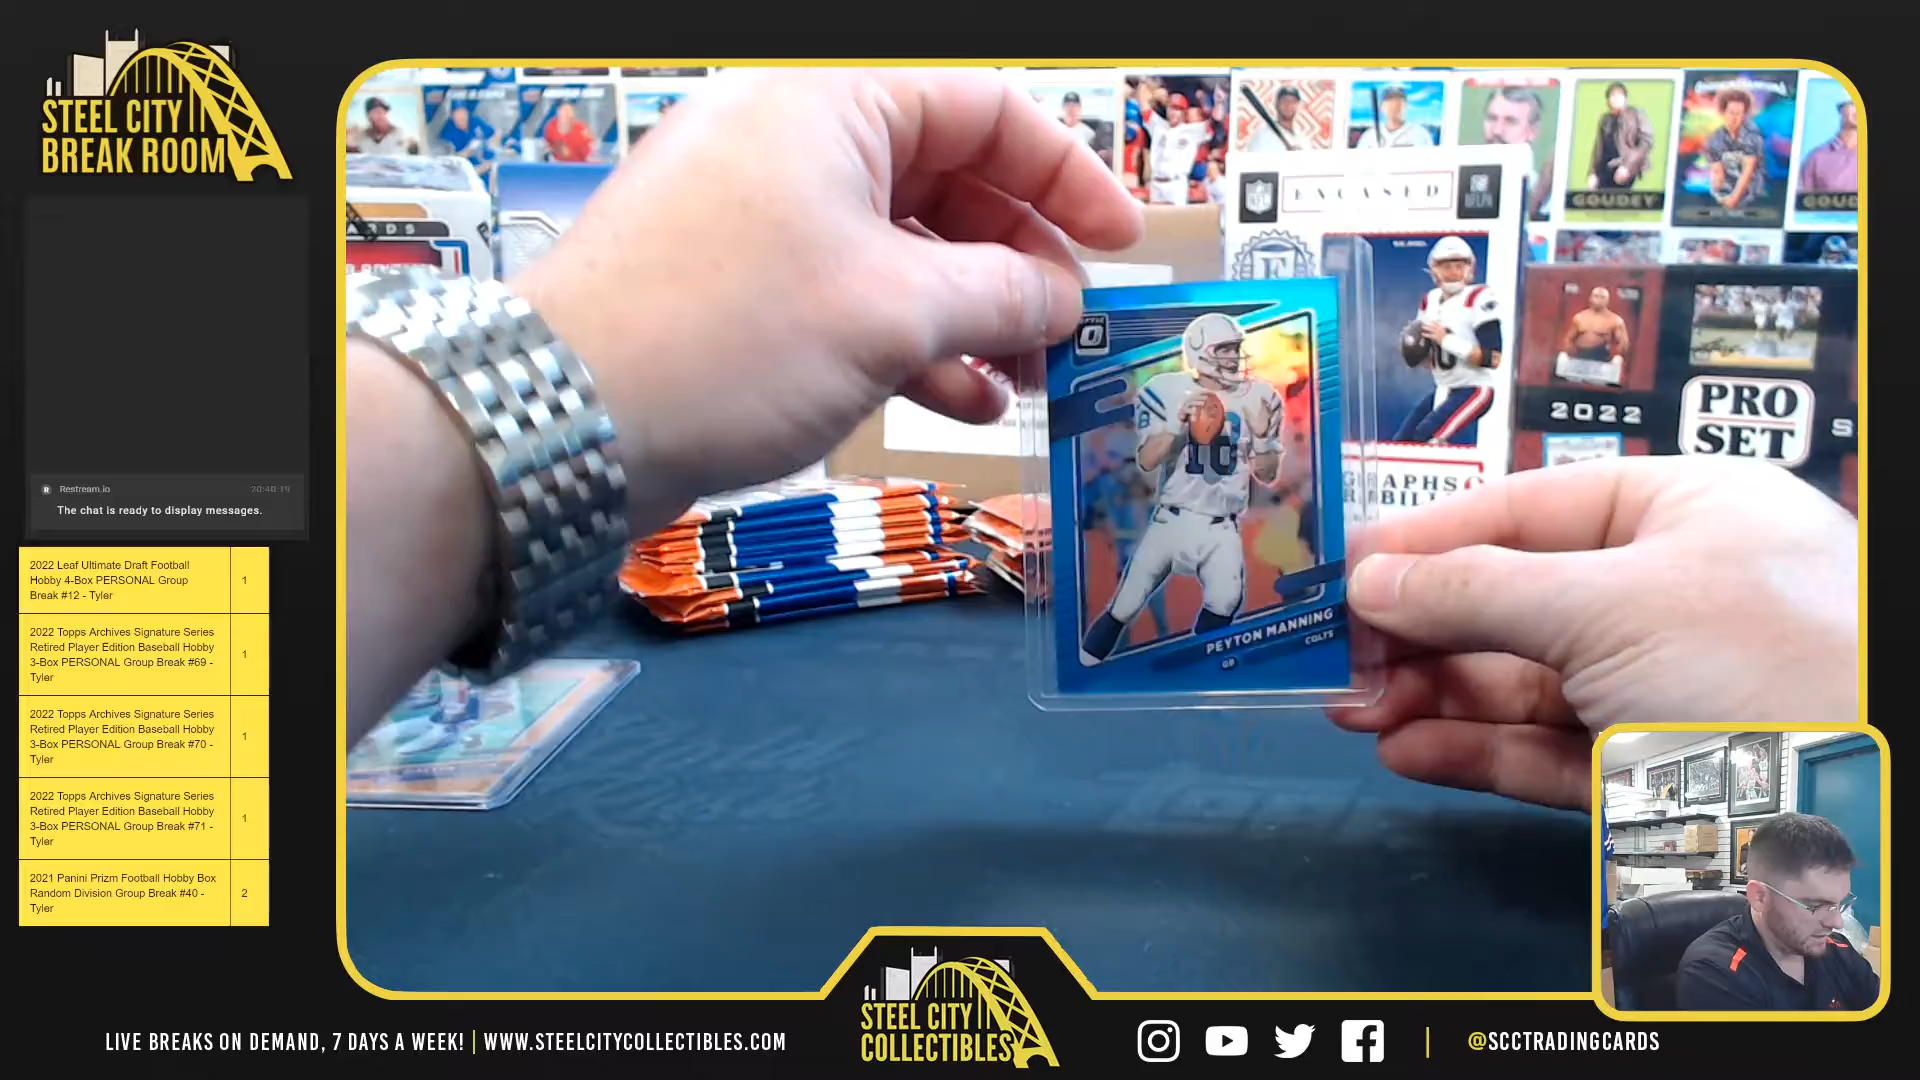 STEEL CITY
BREAK ROOM
Restream.io
20:40:19
The chat is ready to display messages.
2022 Leaf Ultimate Draft Football
Hobby 4-Box PERSONAL Group
Break #12 - Tyler
1
2022 Topps Archives Signature Series
Retired Player Edition Baseball Hobby
3-Box PERSONAL Group Break #69 -
Tyler
1
2022 Topps Archives Signature Series
Retired Player Edition Baseball Hobby
3-Box PERSONAL Group Break #70 -
Tyler
1
2022 Topps Archives Signature Series
Retired Player Edition Baseball Hobby
3-Box PERSONAL Group Break #71 -
Tyler
1
2021 Panini Prizm Football Hobby Box
Random Division Group Break #40 -
Tyler
2
GOUDEY
GOUD
NFL
ENCASED
NFLPA
OPTIC
18
PEYTON MANNING
COLTS
QB
2022
PRO
SET
S
LIVE BREAKS ON DEMAND, 7 DAYS A WEEK! | WWW.STEELCITYCOLLECTIBLES.COM
STEEL CITY
COLLECTIBLES
@SCCTRADINGCARDS